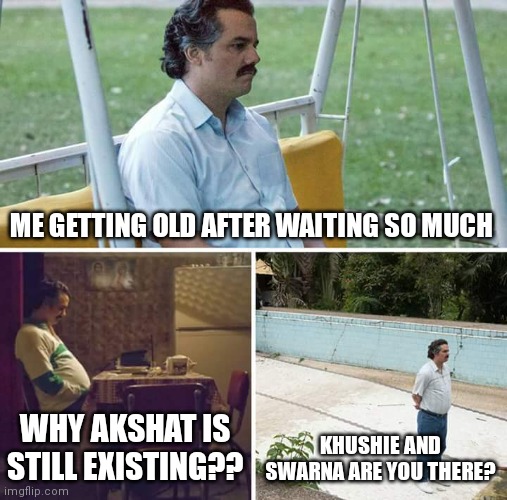 ME GETTING OLD AFTER WAITING SO MUCH
WHY AKSHAT IS
STILL EXISTING??
KHUSHIE AND
SWARNA ARE YOU THERE?
imgflip.com